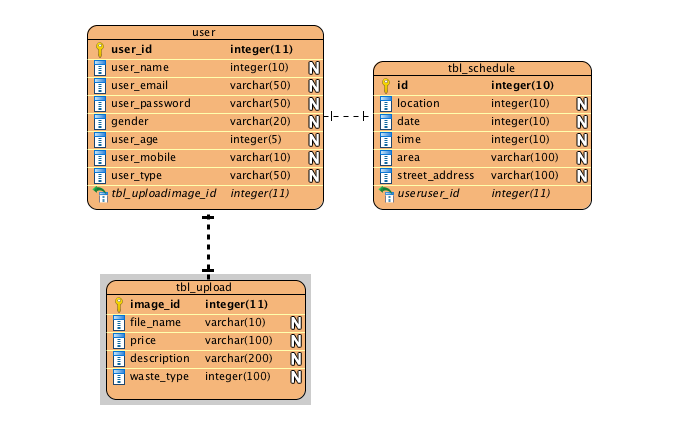 user
user_id integer(11)
user_name integer(10) N
user_email varchar(50) N
user_password varchar(50) N
gender varchar(20) N
user_age integer(5) N
user_mobile varchar(10) N
user_type varchar(50) N
tbl_uploadimage_id integer(11)
tbl_schedule
id integer(10)
location integer(10) N
date integer(10) N
time integer(10) N
area varchar(100) N
street_address varchar(100) N
useruser_id integer(11)
tbl_upload
image_id integer(11)
file_name varchar(10) N
price varchar(100) N
description varchar(200) N
waste_type integer(100) N